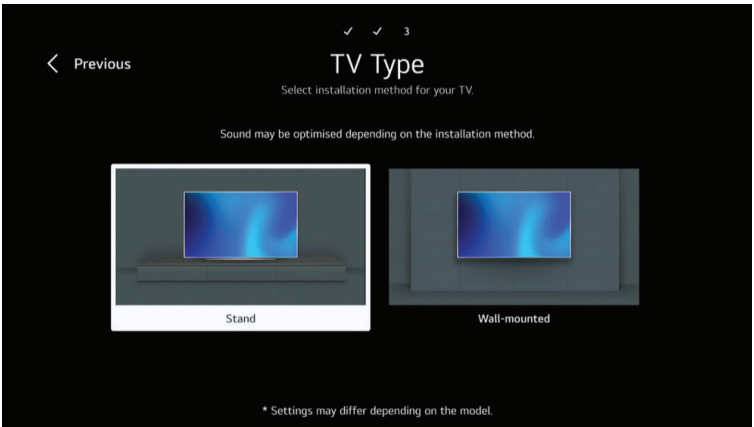 ✓ ✓ 3
Previous
TV Type
Select installation method for your TV.
Sound may be optimised depending on the installation method.
Stand
Wall-mounted
* Settings may differ depending on the model.